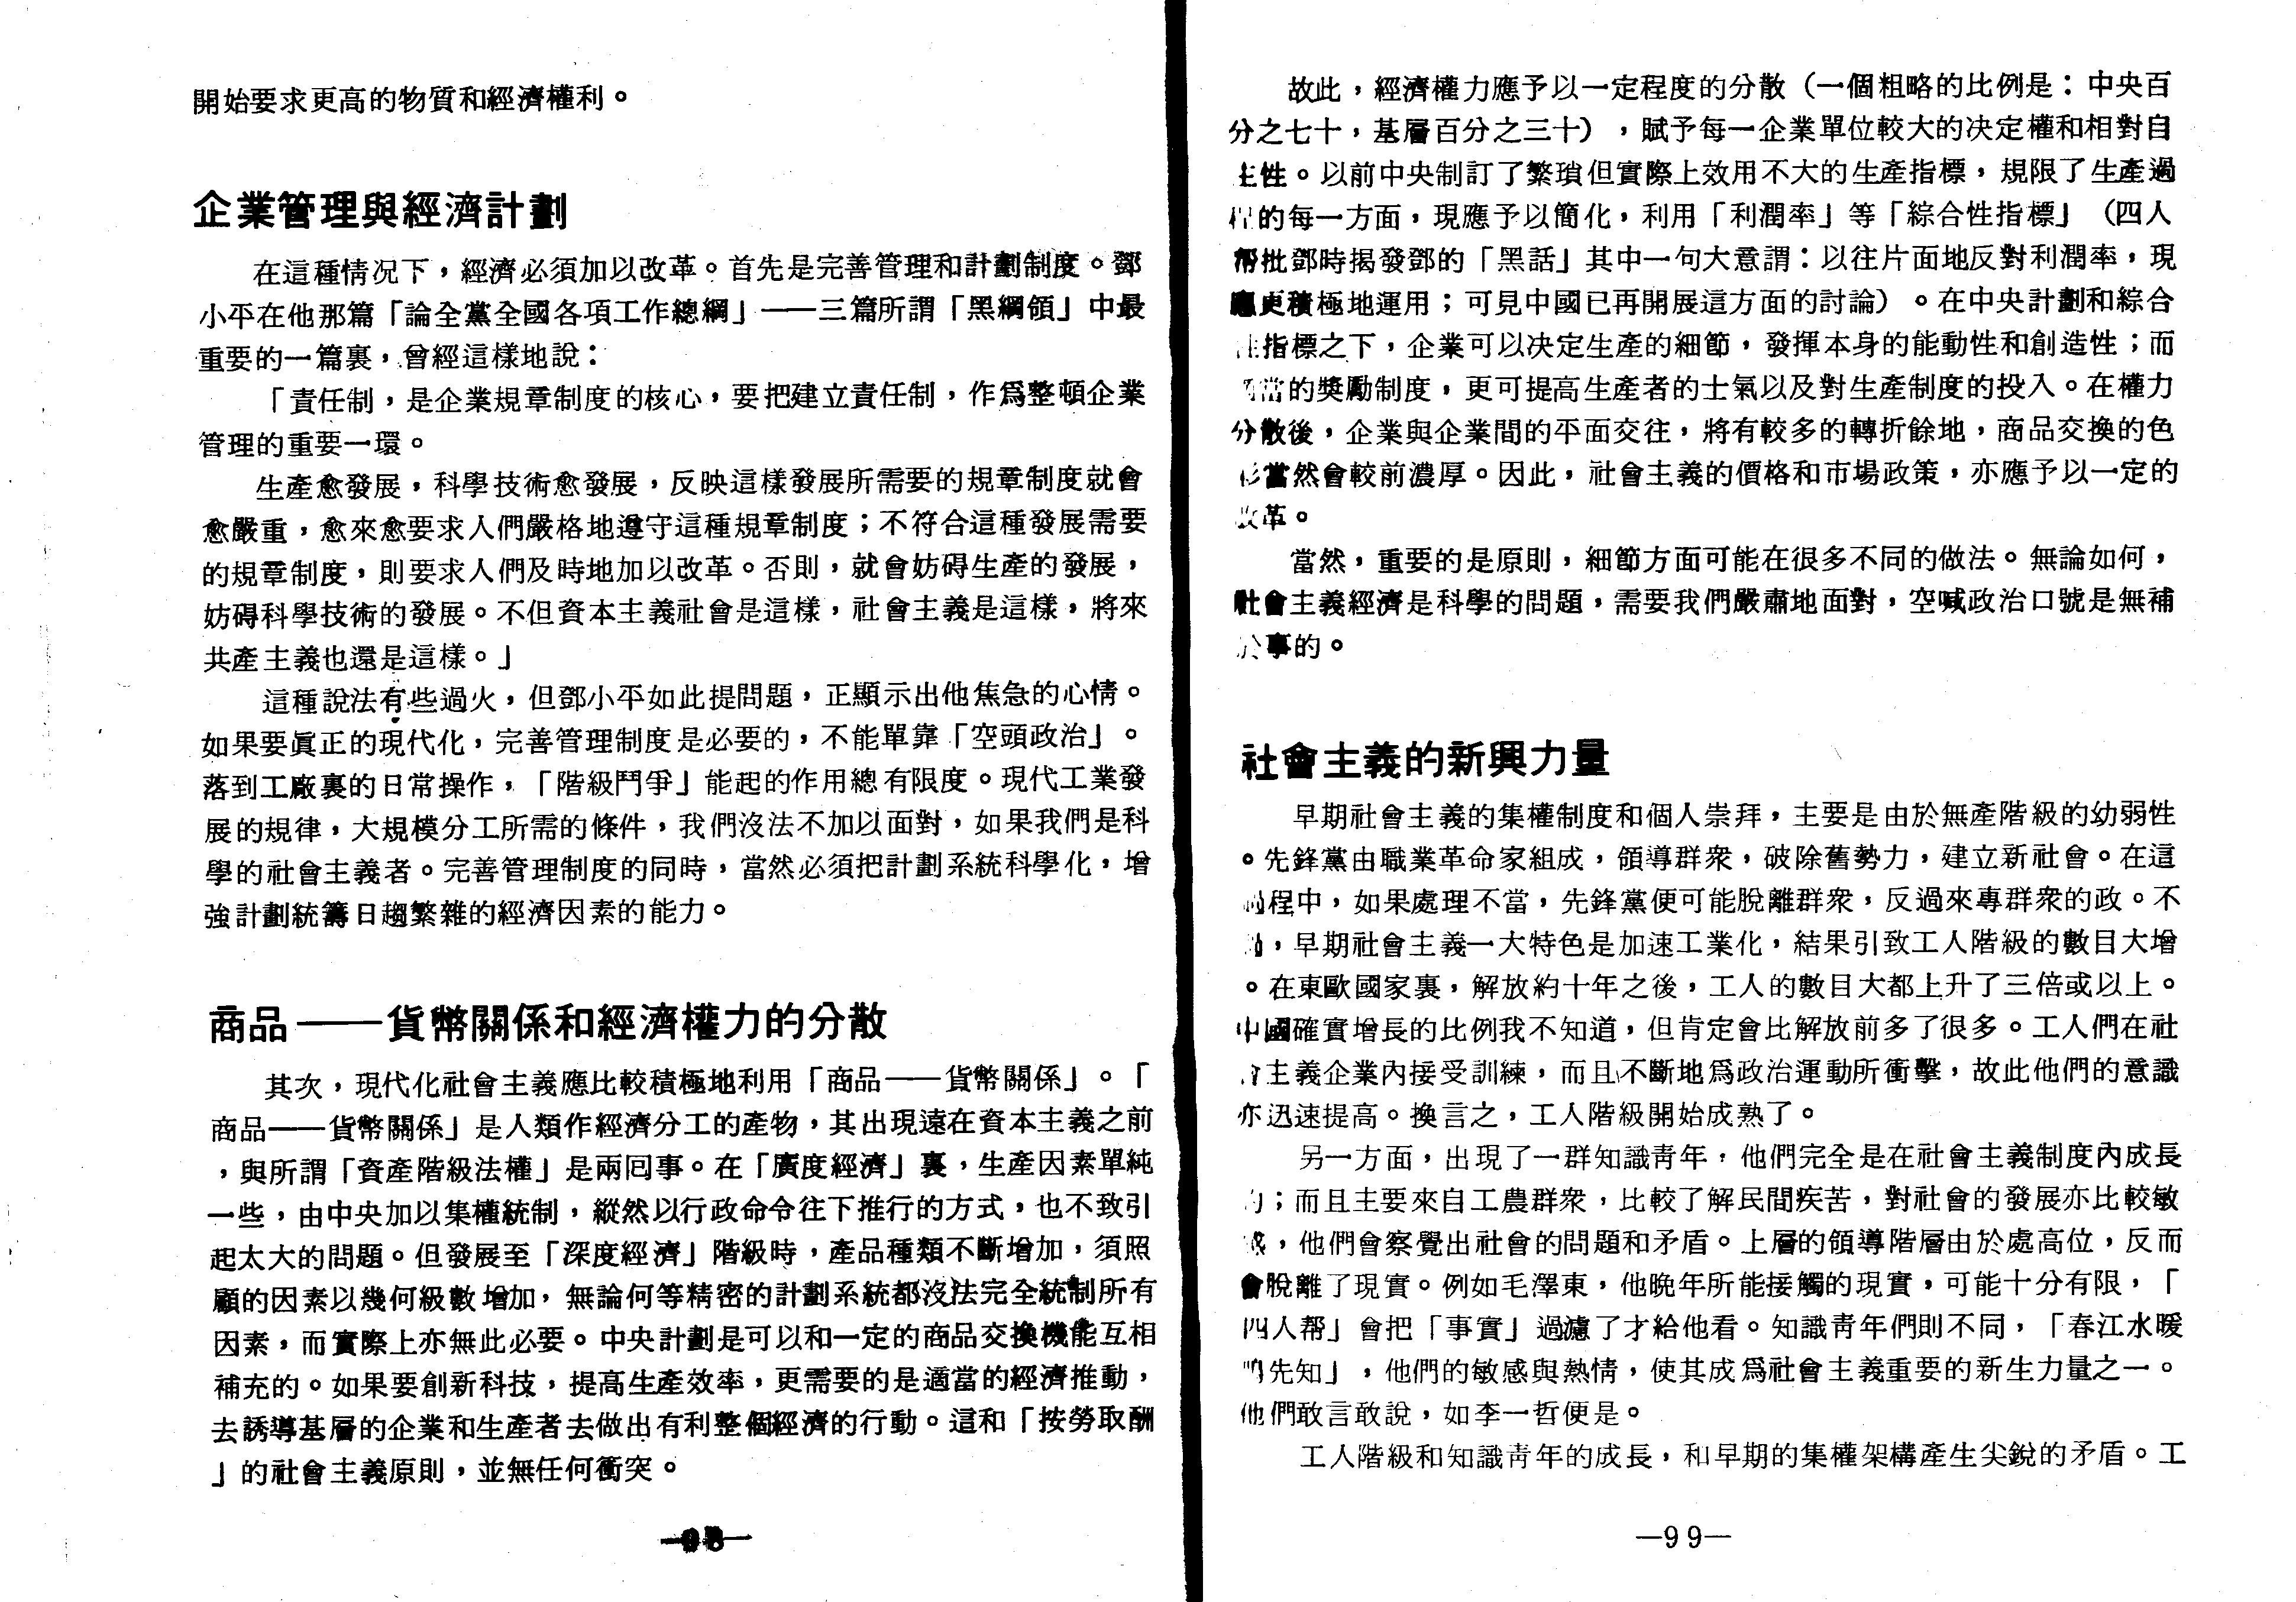 開始要求更高的物質和經濟權利。
企業管理與經濟計劃
在這種情况下，經濟必須加以改革。首先是完善管理和計劃制度。鄧
小平在他那篇「論全黨全國各項工作總綱」——三篇所謂「黑綱領」中最
重要的一篇裏，曾經這樣地說：
「責任制，是企業規章制度的核心，要把建立責任制，作爲整頓企業
管理的重要一環。
生產愈發展，科學技術愈發展，反映這樣發展所需要的規章制度就會
愈嚴重，愈來愈要求人們嚴格地遵守這種規章制度；不符合這種發展需要
的規章制度，則要求人們及時地加以改革。否則，就會妨碍生產的發展，
妨碍科學技術的發展。不但資本主義社會是這樣，社會主義是這樣，將來
共產主義也還是這樣。」
這種說法有些過火，但鄧小平如此提問題，正顯示出他焦急的心情。
如果要眞正的現代化，完善管理制度是必要的，不能單靠「空頭政治」。
落到工廠裏的日常操作，「階級鬥爭」能起的作用總有限度。現代工業發
展的規律，大規模分工所需的條件，我們沒法不加以面對，如果我們是科
學的社會主義者。完善管理制度的同時，當然必須把計劃系統科學化，增
強計劃統籌日趨繁雜的經濟因素的能力。
商品——貨幣關係和經濟權力的分散
其次，現代化社會主義應比較積極地利用「商品——貨幣關係」。「
商品——貨幣關係」是人類作經濟分工的產物，其出現遠在資本主義之前
，與所謂「資產階級法權」是兩囘事。在「廣度經濟」裏，生產因素單純
一些，由中央加以集權統制，縱然以行政命令往下推行的方式，也不致引
起太大的問題。但發展至「深度經濟」階級時，產品種類不斷增加，須照
顧的因素以幾何級數增加，無論何等精密的計劃系統都沒法完全統制所有
因素，而實際上亦無此必要。中央計劃是可以和一定的商品交換機能互相
補充的。如果要創新科技，提高生產效率，更需要的是適當的經濟推動，
去誘導基層的企業和生產者去做出有利整個經濟的行動。這和「按勞取酬
」的社會主義原則，並無任何衝突。
—98—
故此，經濟權力應予以一定程度的分散（一個粗略的比例是：中央百
分之七十，基層百分之三十），賦予每一企業單位較大的决定權和相對自
主性。以前中央制訂了繁瑣但實際上效用不大的生產指標，規限了生產過
程的每一方面，現應予以簡化，利用「利潤率」等「綜合性指標」（四人
幇批鄧時揭發鄧的「黑話」其中一句大意謂：以往片面地反對利潤率，現
應更積極地運用；可見中國已再開展這方面的討論）。在中央計劃和綜合
性指標之下，企業可以决定生產的細節，發揮本身的能動性和創造性；而
當的獎勵制度，更可提高生產者的士氣以及對生產制度的投入。在權力
分散後，企業與企業間的平面交往，將有較多的轉折餘地，商品交換的色
彩當然會較前濃厚。因此，社會主義的價格和市場政策，亦應予以一定的
改革。
當然，重要的是原則，細節方面可能在很多不同的做法。無論如何，
社會主義經濟是科學的問題，需要我們嚴肅地面對，空喊政治口號是無補
於事的。
社會主義的新興力量
早期社會主義的集權制度和個人崇拜，主要是由於無產階級的幼弱性
。先鋒黨由職業革命家組成，領導群衆，破除舊勢力，建立新社會。在這
過程中，如果處理不當，先鋒黨便可能脫離群衆，反過來專群衆的政。不
過，早期社會主義一大特色是加速工業化，結果引致工人階級的數目大增
。在東歐國家裏，解放約十年之後，工人的數目大都上升了三倍或以上。
中國確實增長的比例我不知道，但肯定會比解放前多了很多。工人們在社
會主義企業內接受訓練，而且不斷地爲政治運動所衝擊，故此他們的意識
亦迅速提高。換言之，工人階級開始成熟了。
另一方面，出現了一群知識靑年，他們完全是在社會主義制度內成長
的；而且主要來自工農群衆，比較了解民間疾苦，對社會的發展亦比較敏
感，他們會察覺出社會的問題和矛盾。上層的領導階層由於處高位，反而
會脫離了現實。例如毛澤東，他晚年所能接觸的現實，可能十分有限，「
四人幇」會把「事實」過濾了才給他看。知識靑年們則不同，「春江水暖
鴨先知」，他們的敏感與熱情，使其成爲社會主義重要的新生力量之一。
他們敢言敢說，如李一哲便是。
工人階級和知識靑年的成長，和早期的集權架構產生尖銳的矛盾。工
—99—